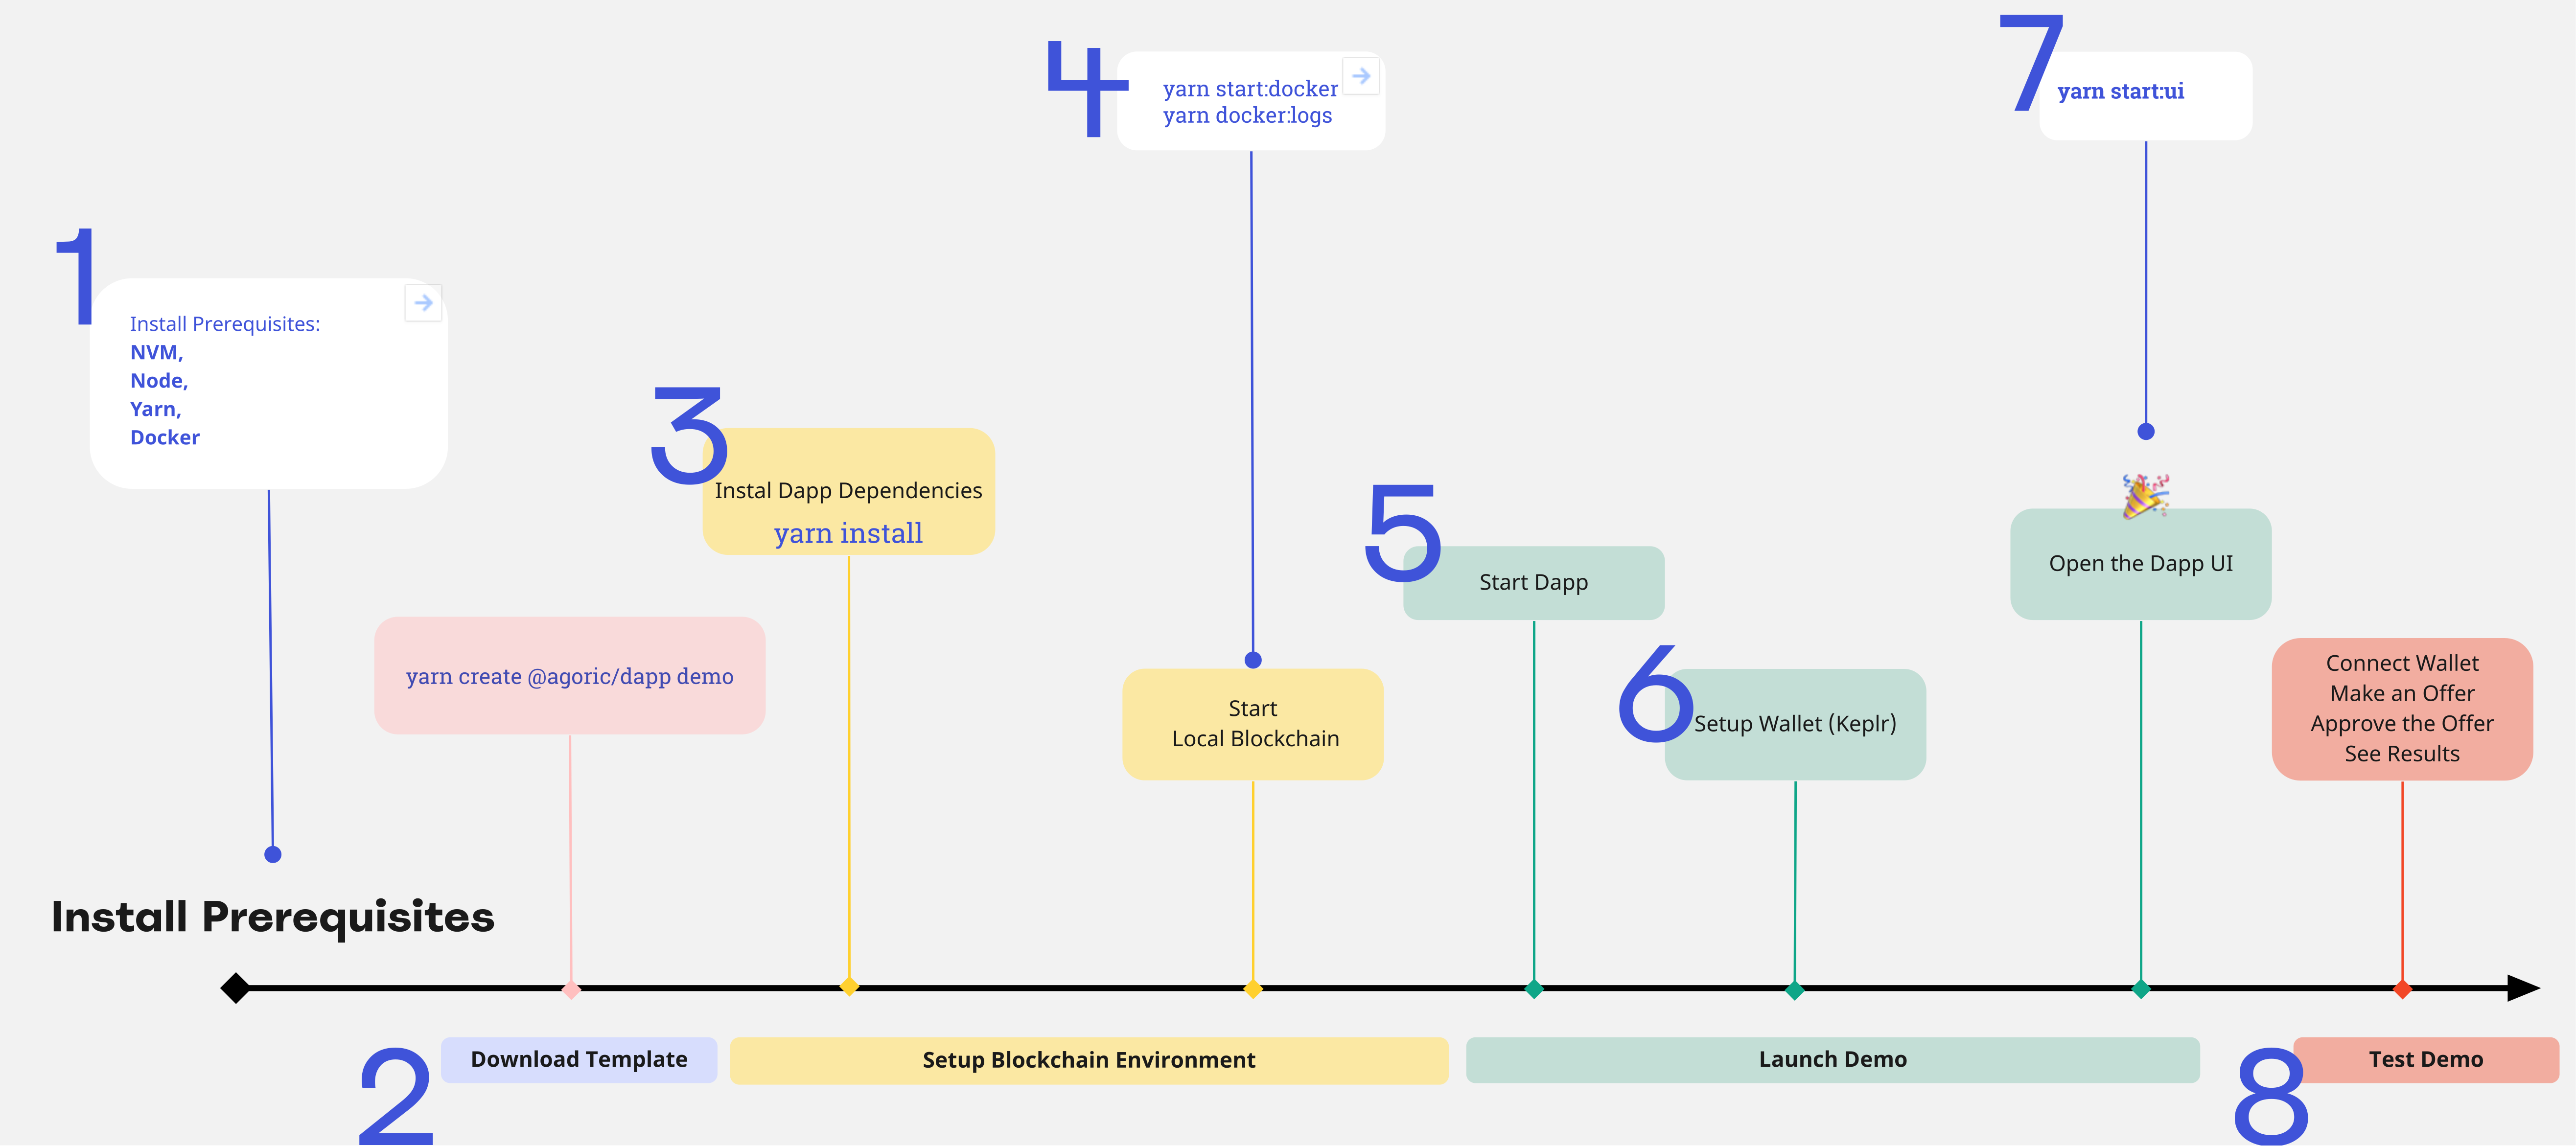 1
Install Prerequisites:
NVM,
Node,
Yarn,
Docker
Install Prerequisites
2
yarn create @agoric/dapp demo
Download Template
3
Instal Dapp Dependencies
yarn install
4
yarn start:docker
yarn docker:logs
Start
Local Blockchain
Setup Blockchain Environment
5
Start Dapp
6
Setup Wallet (Keplr)
7
yarn start:ui
Open the Dapp UI
Launch Demo
8
Connect Wallet
Make an Offer
Approve the Offer
See Results
Test Demo